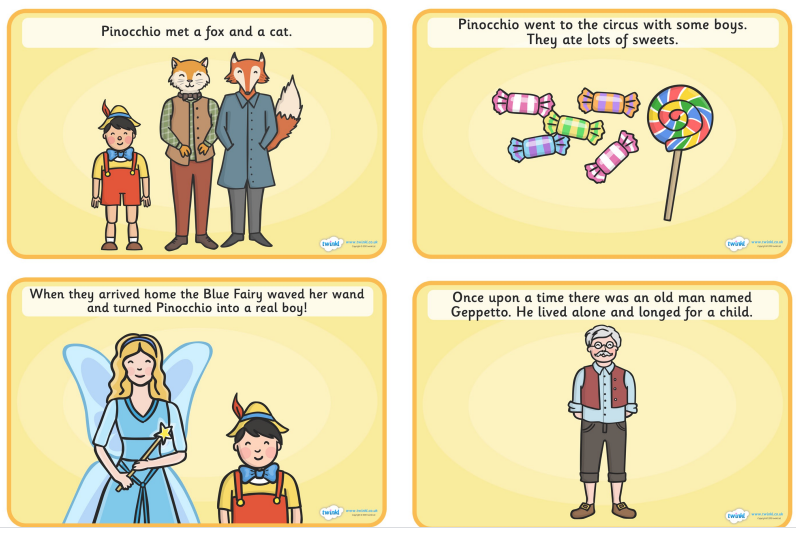 Pinocchio met a fox and a cat.
twinkl www.twinkl.co.uk
Pinocchio went to the circus with some boys.
They ate lots of sweets.
twinkl www.twinkl.co.uk
When they arrived home the Blue Fairy waved her wand
and turned Pinocchio into a real boy!
twinkl www.twinkl.co.uk
Once upon a time there was an old man named
Geppetto. He lived alone and longed for a child.
twinkl www.twinkl.co.uk